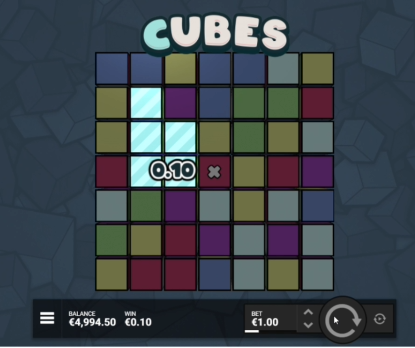 CUBES
0.10
BALANCE
€4,994.50
WIN
€0.10
BET
€1.00